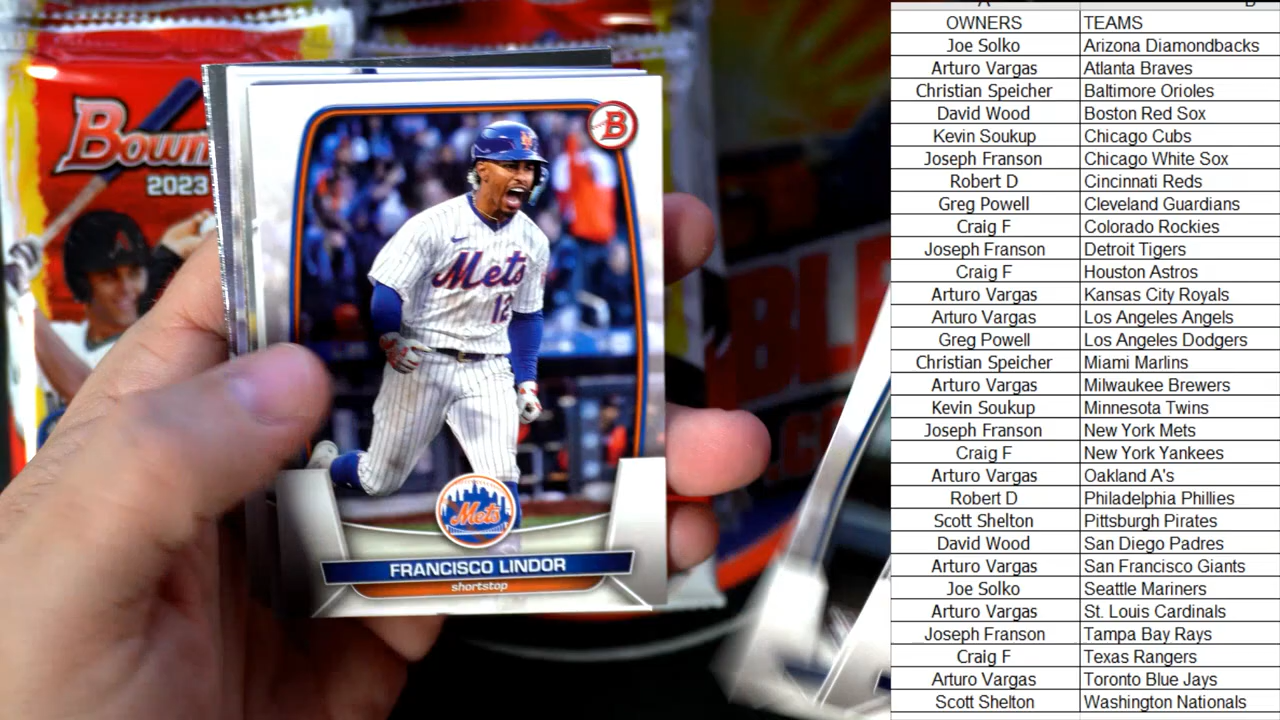 Bowm
2023
B
Mets
12
Mets
FRANCISCO LINDOR
shortstop
OWNERS TEAMS
Joe Solko Arizona Diamondbacks
Arturo Vargas Atlanta Braves
Christian Speicher Baltimore Orioles
David Wood Boston Red Sox
Kevin Soukup Chicago Cubs
Joseph Franson Chicago White Sox
Robert D Cincinnati Reds
Greg Powell Cleveland Guardians
Craig F Colorado Rockies
Joseph Franson Detroit Tigers
Craig F Houston Astros
Arturo Vargas Kansas City Royals
Arturo Vargas Los Angeles Angels
Greg Powell Los Angeles Dodgers
Christian Speicher Miami Marlins
Arturo Vargas Milwaukee Brewers
Kevin Soukup Minnesota Twins
Joseph Franson New York Mets
Craig F New York Yankees
Arturo Vargas Oakland A's
Robert D Philadelphia Phillies
Scott Shelton Pittsburgh Pirates
David Wood San Diego Padres
Arturo Vargas San Francisco Giants
Joe Solko Seattle Mariners
Arturo Vargas St. Louis Cardinals
Joseph Franson Tampa Bay Rays
Craig F Texas Rangers
Arturo Vargas Toronto Blue Jays
Scott Shelton Washington Nationals